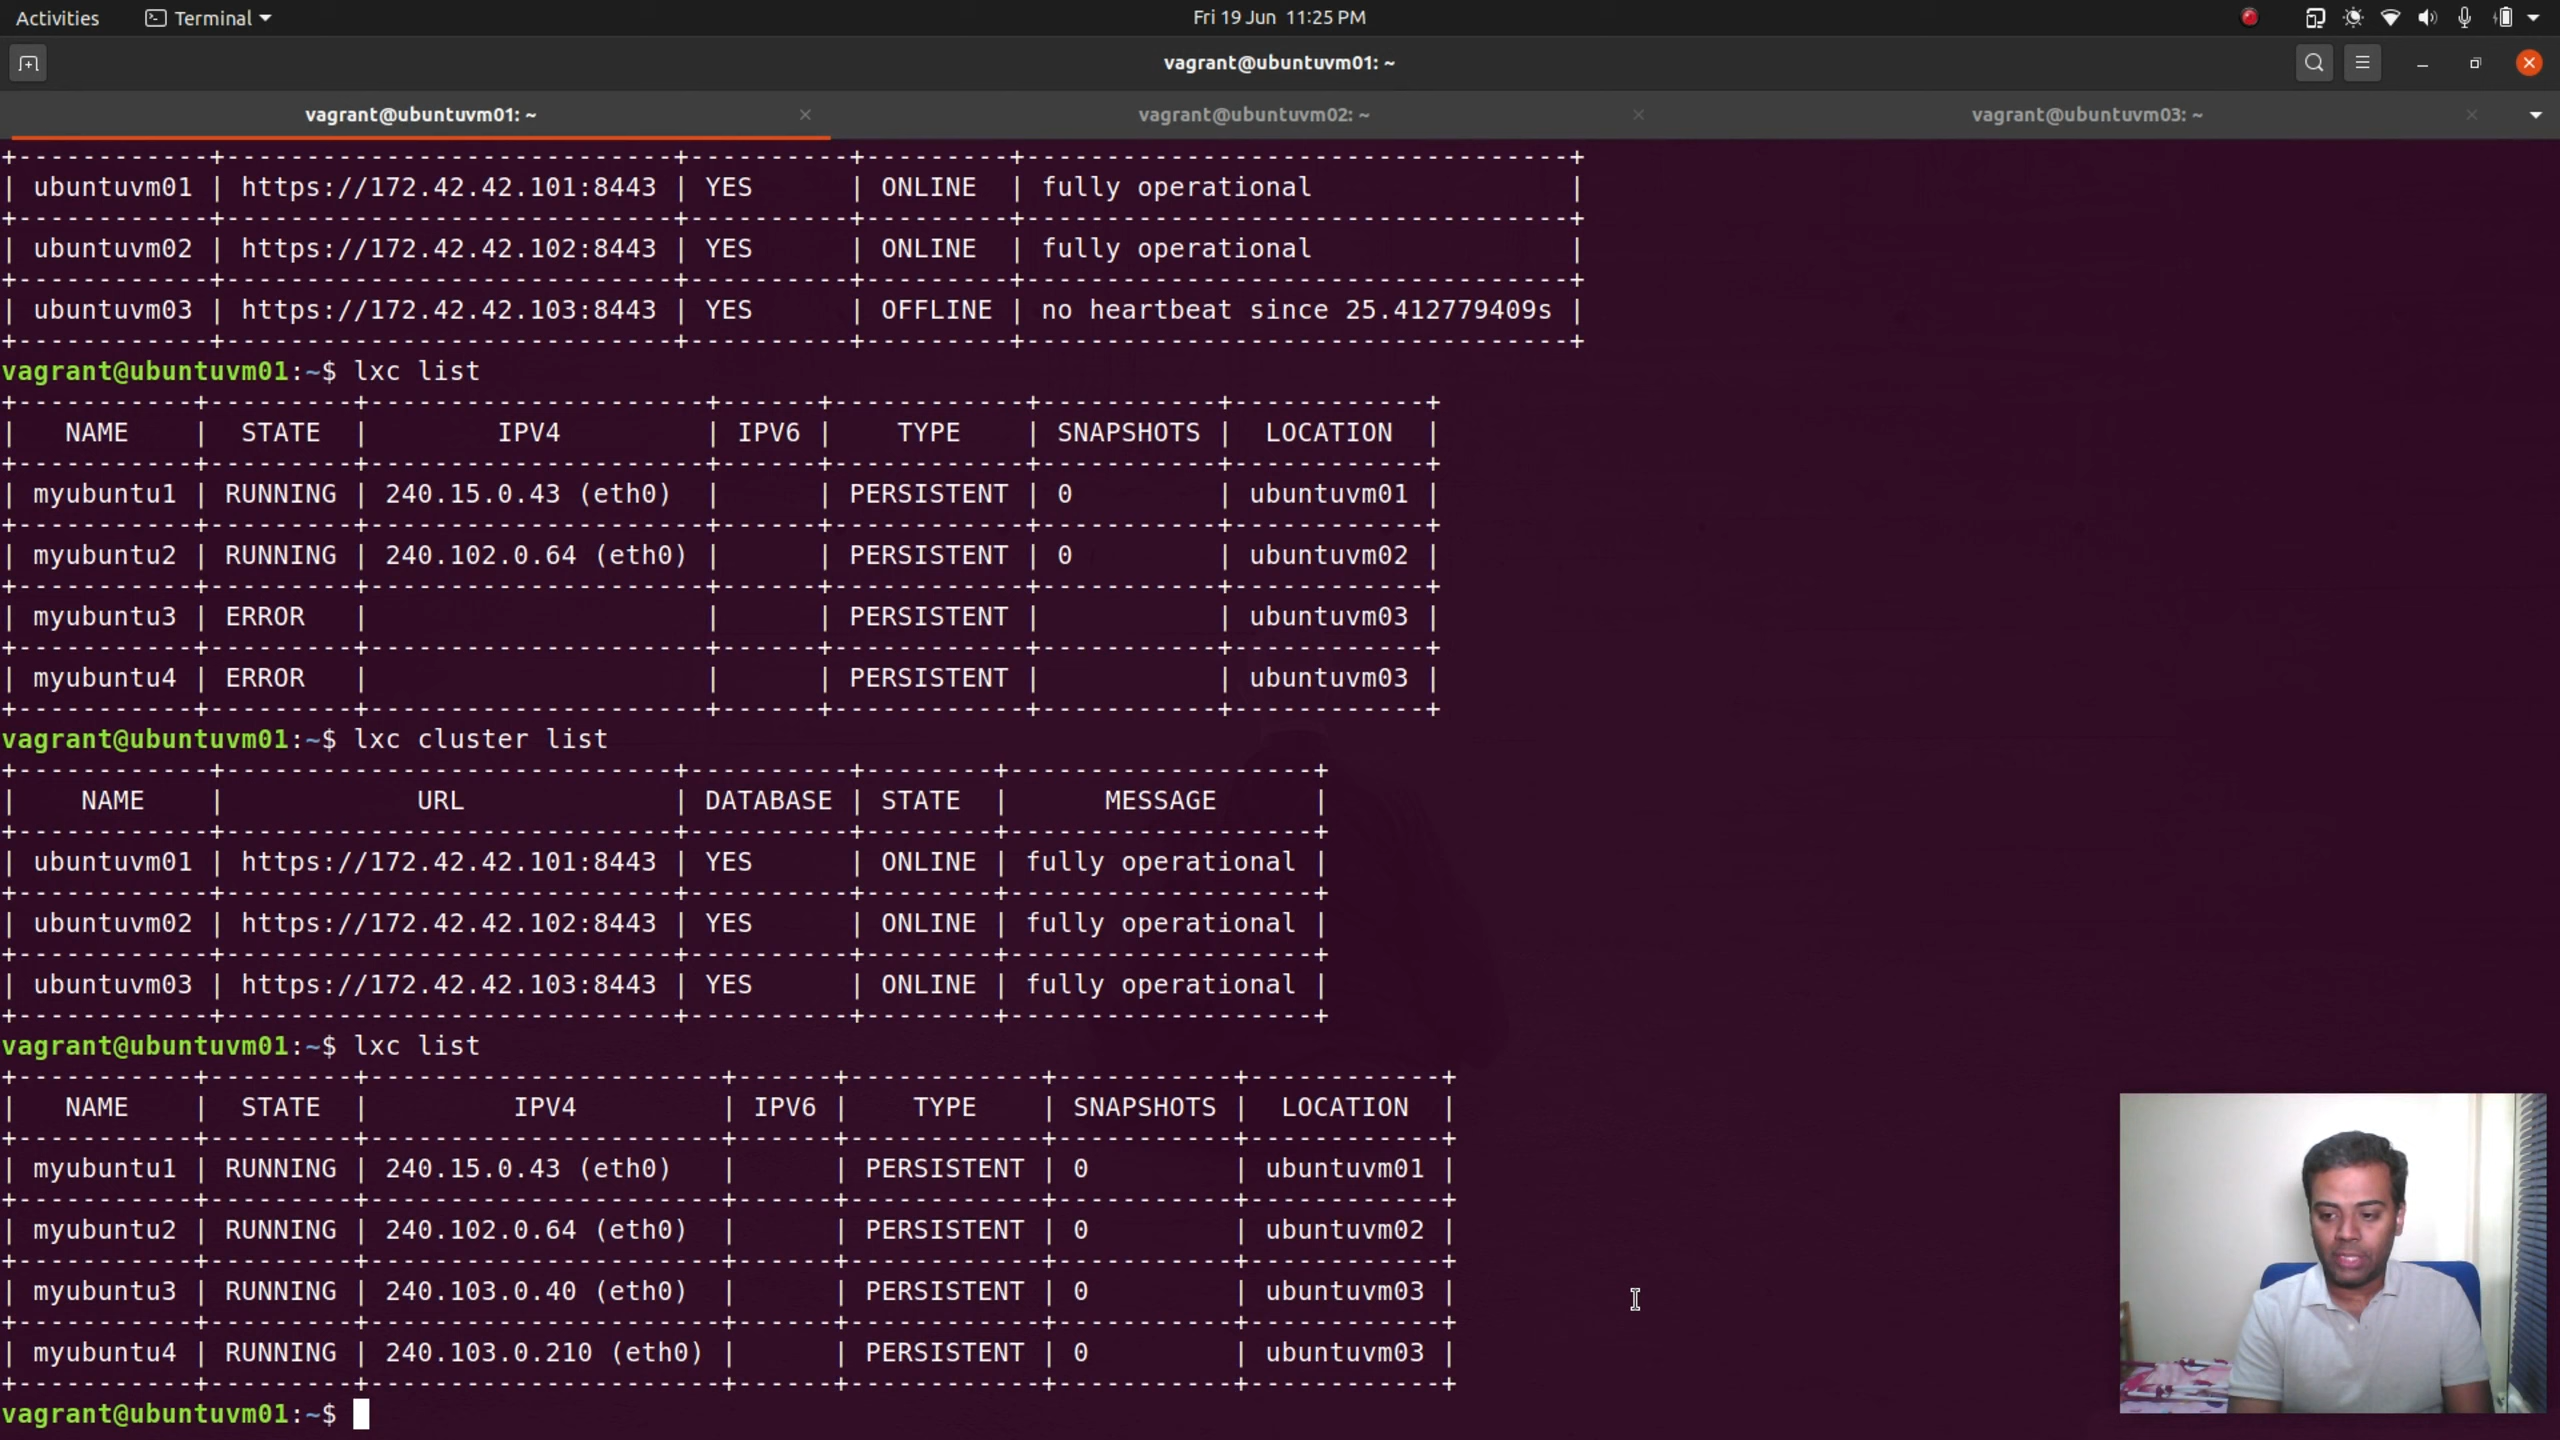 Activities Terminal Fri 19 Jun 11:25 PM
vagrant@ubuntuvm01: ~
vagrant@ubuntuvm01: ~ vagrant@ubuntuvm02: ~ vagrant@ubuntuvm03: ~
+------------+-----------------------------+----------+---------+----------------------------------+
| ubuntuvm01 | https://172.42.42.101:8443 | YES | ONLINE | fully operational |
+------------+-----------------------------+----------+---------+----------------------------------+
| ubuntuvm02 | https://172.42.42.102:8443 | YES | ONLINE | fully operational |
+------------+-----------------------------+----------+---------+----------------------------------+
| ubuntuvm03 | https://172.42.42.103:8443 | YES | OFFLINE | no heartbeat since 25.412779409s |
+------------+-----------------------------+----------+---------+----------------------------------+
vagrant@ubuntuvm01:~$ lxc list
+-----------+---------+----------------------+------+------------+-----------+------------+
| NAME | STATE | IPV4 | IPV6 | TYPE | SNAPSHOTS | LOCATION |
+-----------+---------+----------------------+------+------------+-----------+------------+
| myubuntu1 | RUNNING | 240.15.0.43 (eth0) | | PERSISTENT | 0 | ubuntuvm01 |
+-----------+---------+----------------------+------+------------+-----------+------------+
| myubuntu2 | RUNNING | 240.102.0.64 (eth0) | | PERSISTENT | 0 | ubuntuvm02 |
+-----------+---------+----------------------+------+------------+-----------+------------+
| myubuntu3 | ERROR | | | PERSISTENT | | ubuntuvm03 |
+-----------+---------+----------------------+------+------------+-----------+------------+
| myubuntu4 | ERROR | | | PERSISTENT | | ubuntuvm03 |
+-----------+---------+----------------------+------+------------+-----------+------------+
vagrant@ubuntuvm01:~$ lxc cluster list
+------------+-----------------------------+----------+--------+-------------------+
| NAME | URL | DATABASE | STATE | MESSAGE |
+------------+-----------------------------+----------+--------+-------------------+
| ubuntuvm01 | https://172.42.42.101:8443 | YES | ONLINE | fully operational |
+------------+-----------------------------+----------+--------+-------------------+
| ubuntuvm02 | https://172.42.42.102:8443 | YES | ONLINE | fully operational |
+------------+-----------------------------+----------+--------+-------------------+
| ubuntuvm03 | https://172.42.42.103:8443 | YES | ONLINE | fully operational |
+------------+-----------------------------+----------+--------+-------------------+
vagrant@ubuntuvm01:~$ lxc list
+-----------+---------+-----------------------+------+------------+-----------+------------+
| NAME | STATE | IPV4 | IPV6 | TYPE | SNAPSHOTS | LOCATION |
+-----------+---------+-----------------------+------+------------+-----------+------------+
| myubuntu1 | RUNNING | 240.15.0.43 (eth0) | | PERSISTENT | 0 | ubuntuvm01 |
+-----------+---------+-----------------------+------+------------+-----------+------------+
| myubuntu2 | RUNNING | 240.102.0.64 (eth0) | | PERSISTENT | 0 | ubuntuvm02 |
+-----------+---------+-----------------------+------+------------+-----------+------------+
| myubuntu3 | RUNNING | 240.103.0.40 (eth0) | | PERSISTENT | 0 | ubuntuvm03 |
+-----------+---------+-----------------------+------+------------+-----------+------------+
| myubuntu4 | RUNNING | 240.103.0.210 (eth0) | | PERSISTENT | 0 | ubuntuvm03 |
+-----------+---------+-----------------------+------+------------+-----------+------------+
vagrant@ubuntuvm01:~$